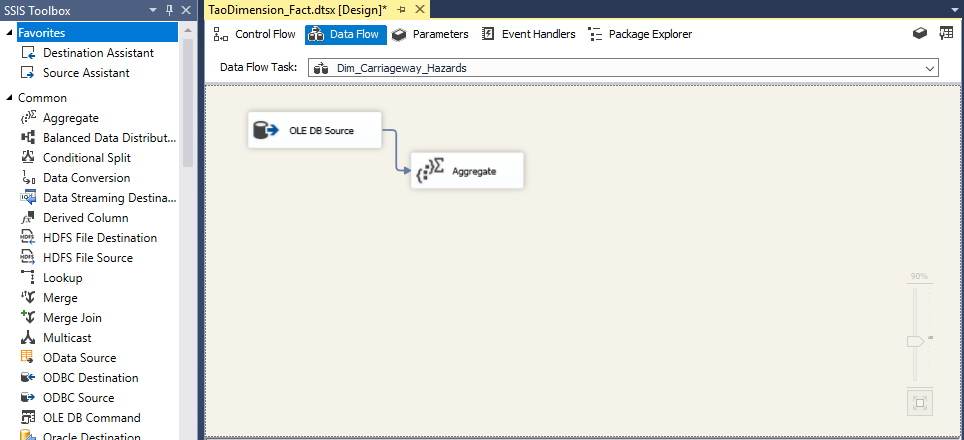 SSIS Toolbox
Favorites
Destination Assistant
Source Assistant
Common
Aggregate
Balanced Data Distribut...
Conditional Split
Data Conversion
Data Streaming Destina...
Derived Column
HDFS File Destination
HDFS File Source
Lookup
Merge
Merge Join
Multicast
OData Source
ODBC Destination
ODBC Source
OLE DB Command
Oracle Destination
TaoDimension_Fact.dtsx [Design]*
Control Flow Data Flow Parameters Event Handlers Package Explorer
Data Flow Task: Dim_Carriageway_Hazards
OLE DB Source
Aggregate
90%